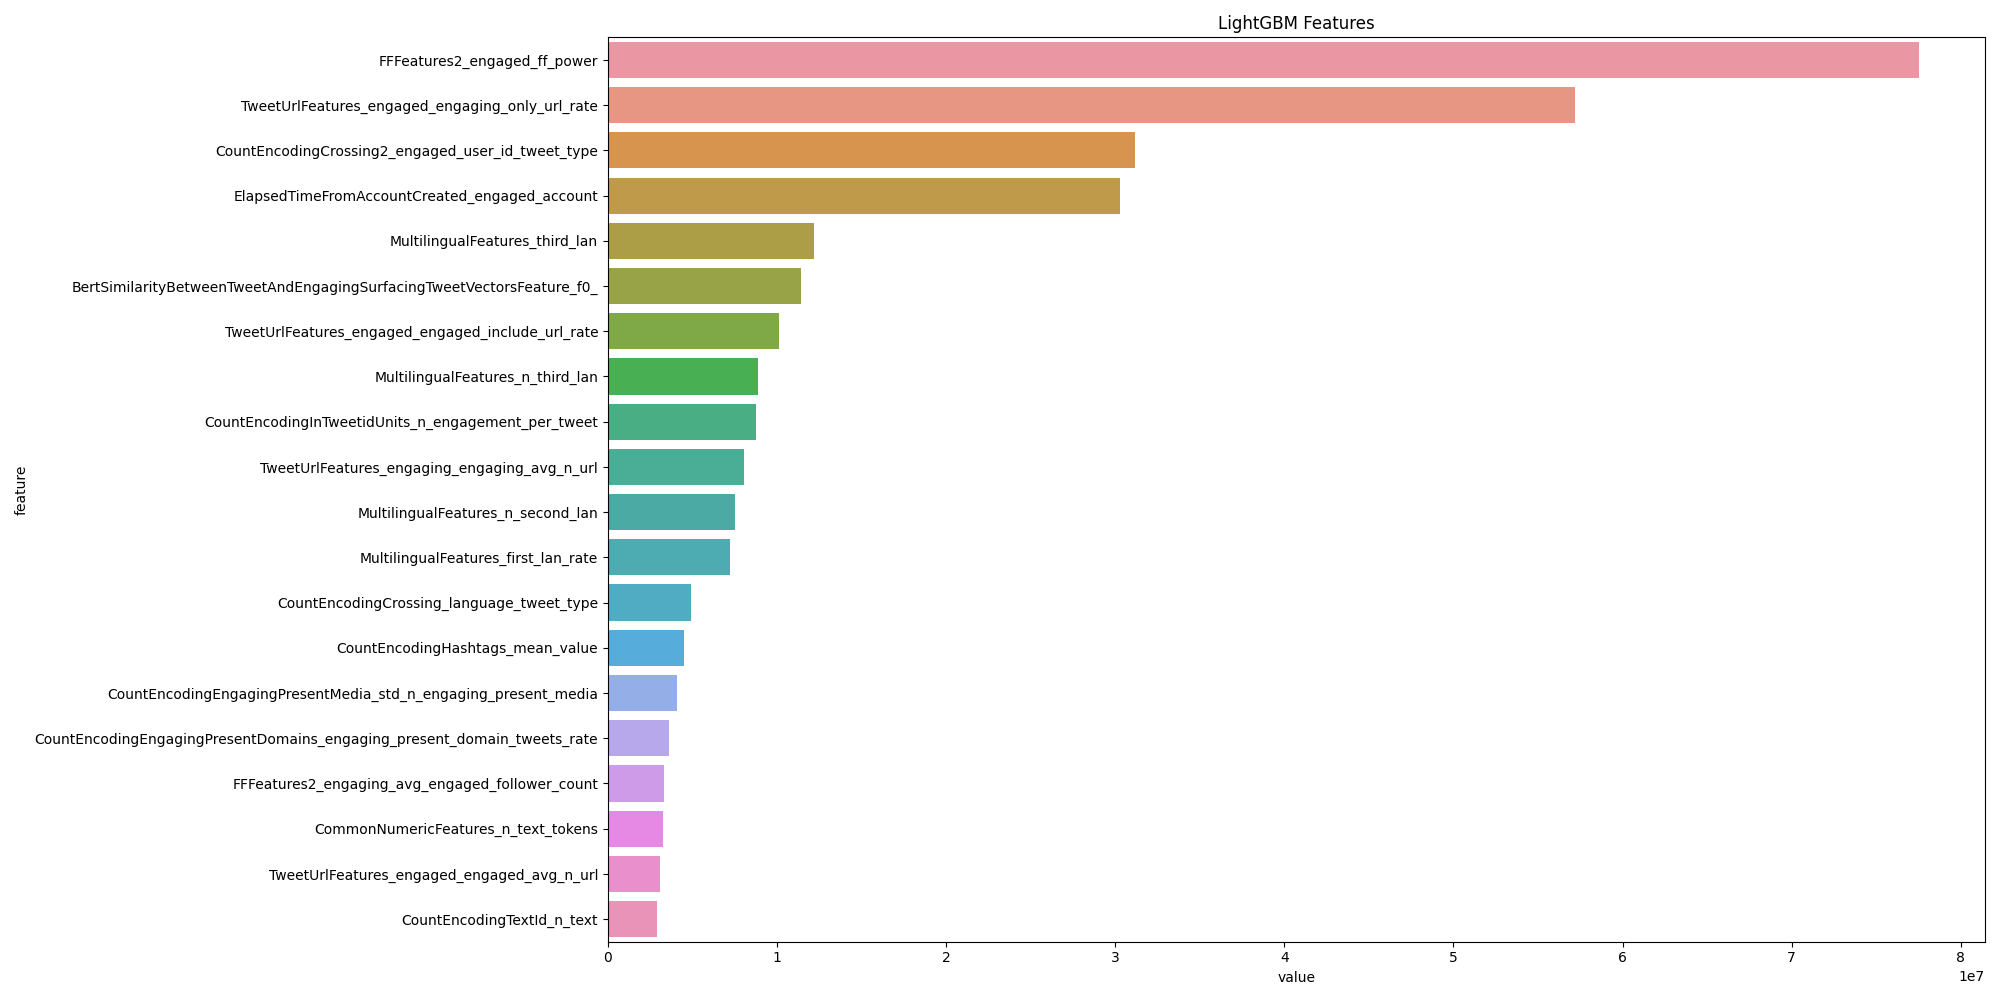 LightGBM Features
FFFeatures2_engaged_ff_power
TweetUrlFeatures_engaged_engaging_only_url_rate
CountEncodingCrossing2_engaged_user_id_tweet_type
ElapsedTimeFromAccountCreated_engaged_account
MultilingualFeatures_third_lan
BertSimilarityBetweenTweetAndEngagingSurfacingTweetVectorsFeature_f0_
TweetUrlFeatures_engaged_engaged_include_url_rate
MultilingualFeatures_n_third_lan
CountEncodingInTweetidUnits_n_engagement_per_tweet
TweetUrlFeatures_engaging_engaging_avg_n_url
MultilingualFeatures_n_second_lan
MultilingualFeatures_first_lan_rate
CountEncodingCrossing_language_tweet_type
CountEncodingHashtags_mean_value
CountEncodingEngagingPresentMedia_std_n_engaging_present_media
CountEncodingEngagingPresentDomains_engaging_present_domain_tweets_rate
FFFeatures2_engaging_avg_engaged_follower_count
CommonNumericFeatures_n_text_tokens
TweetUrlFeatures_engaged_engaged_avg_n_url
CountEncodingTextId_n_text
feature
0 1 2 3 4 5 6 7 8
1e7
value